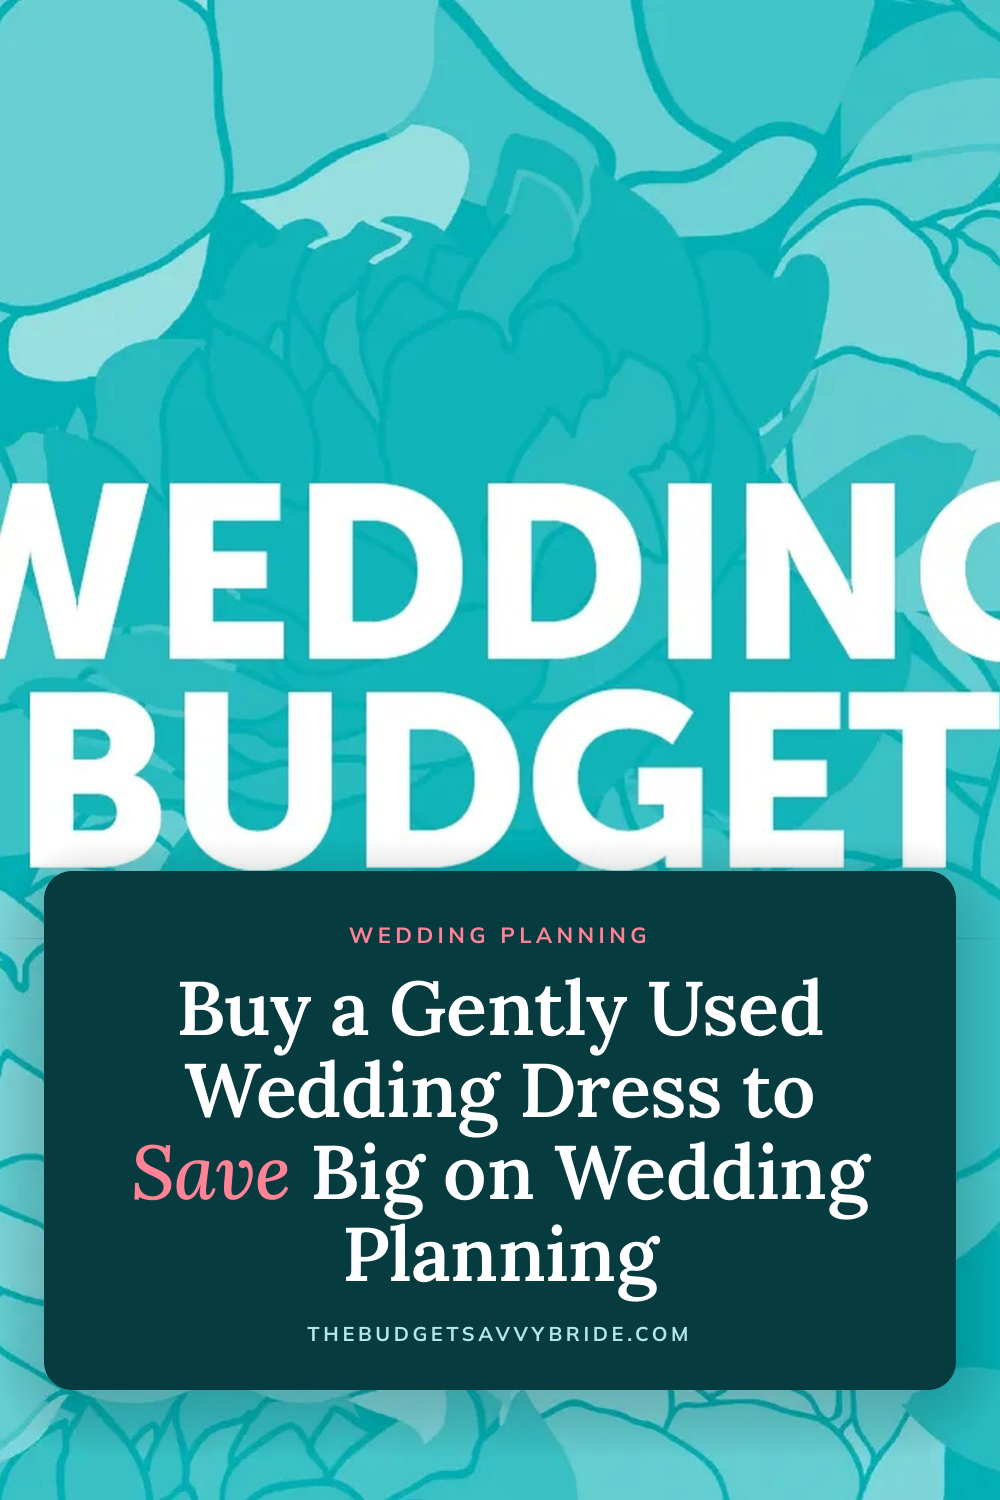 WEDDING
BUDGET
WEDDING PLANNING
Buy a Gently Used
Wedding Dress to
Save Big on Wedding
Planning
THEBUDGETSAVVYBRIDE.COM